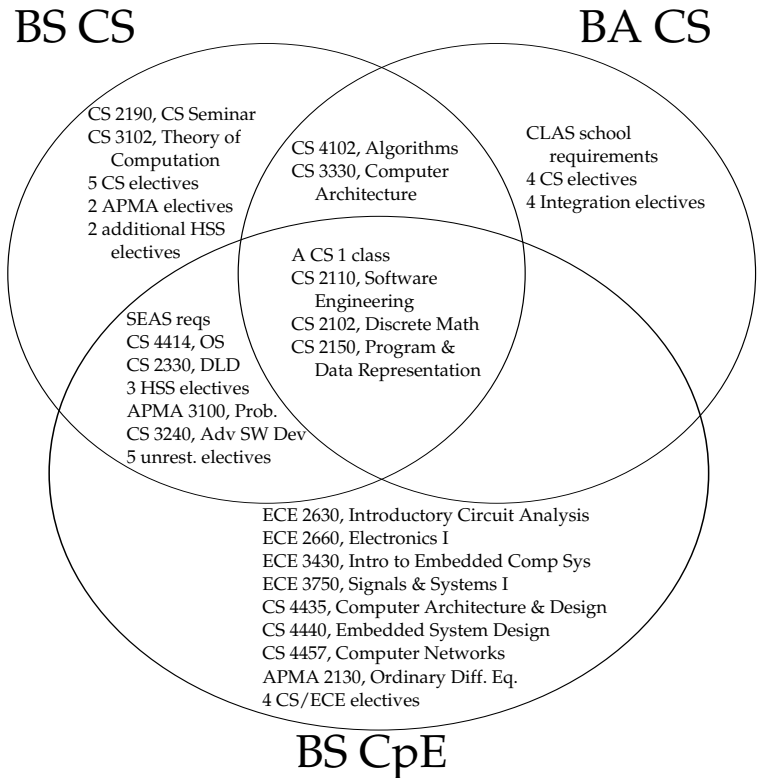 BS CS
BA CS
CS 2190, CS Seminar
CS 3102, Theory of
Computation
5 CS electives
2 APMA electives
2 additional HSS
electives
CS 4102, Algorithms
CS 3330, Computer
Architecture
CLAS school
requirements
4 CS electives
4 Integration electives
A CS 1 class
CS 2110, Software
Engineering
CS 2102, Discrete Math
CS 2150, Program &
Data Representation
SEAS reqs
CS 4414, OS
CS 2330, DLD
3 HSS electives
APMA 3100, Prob.
CS 3240, Adv SW Dev
5 unrest. electives
ECE 2630, Introductory Circuit Analysis
ECE 2660, Electronics I
ECE 3430, Intro to Embedded Comp Sys
ECE 3750, Signals & Systems I
CS 4435, Computer Architecture & Design
CS 4440, Embedded System Design
CS 4457, Computer Networks
APMA 2130, Ordinary Diff. Eq.
4 CS/ECE electives
BS CpE